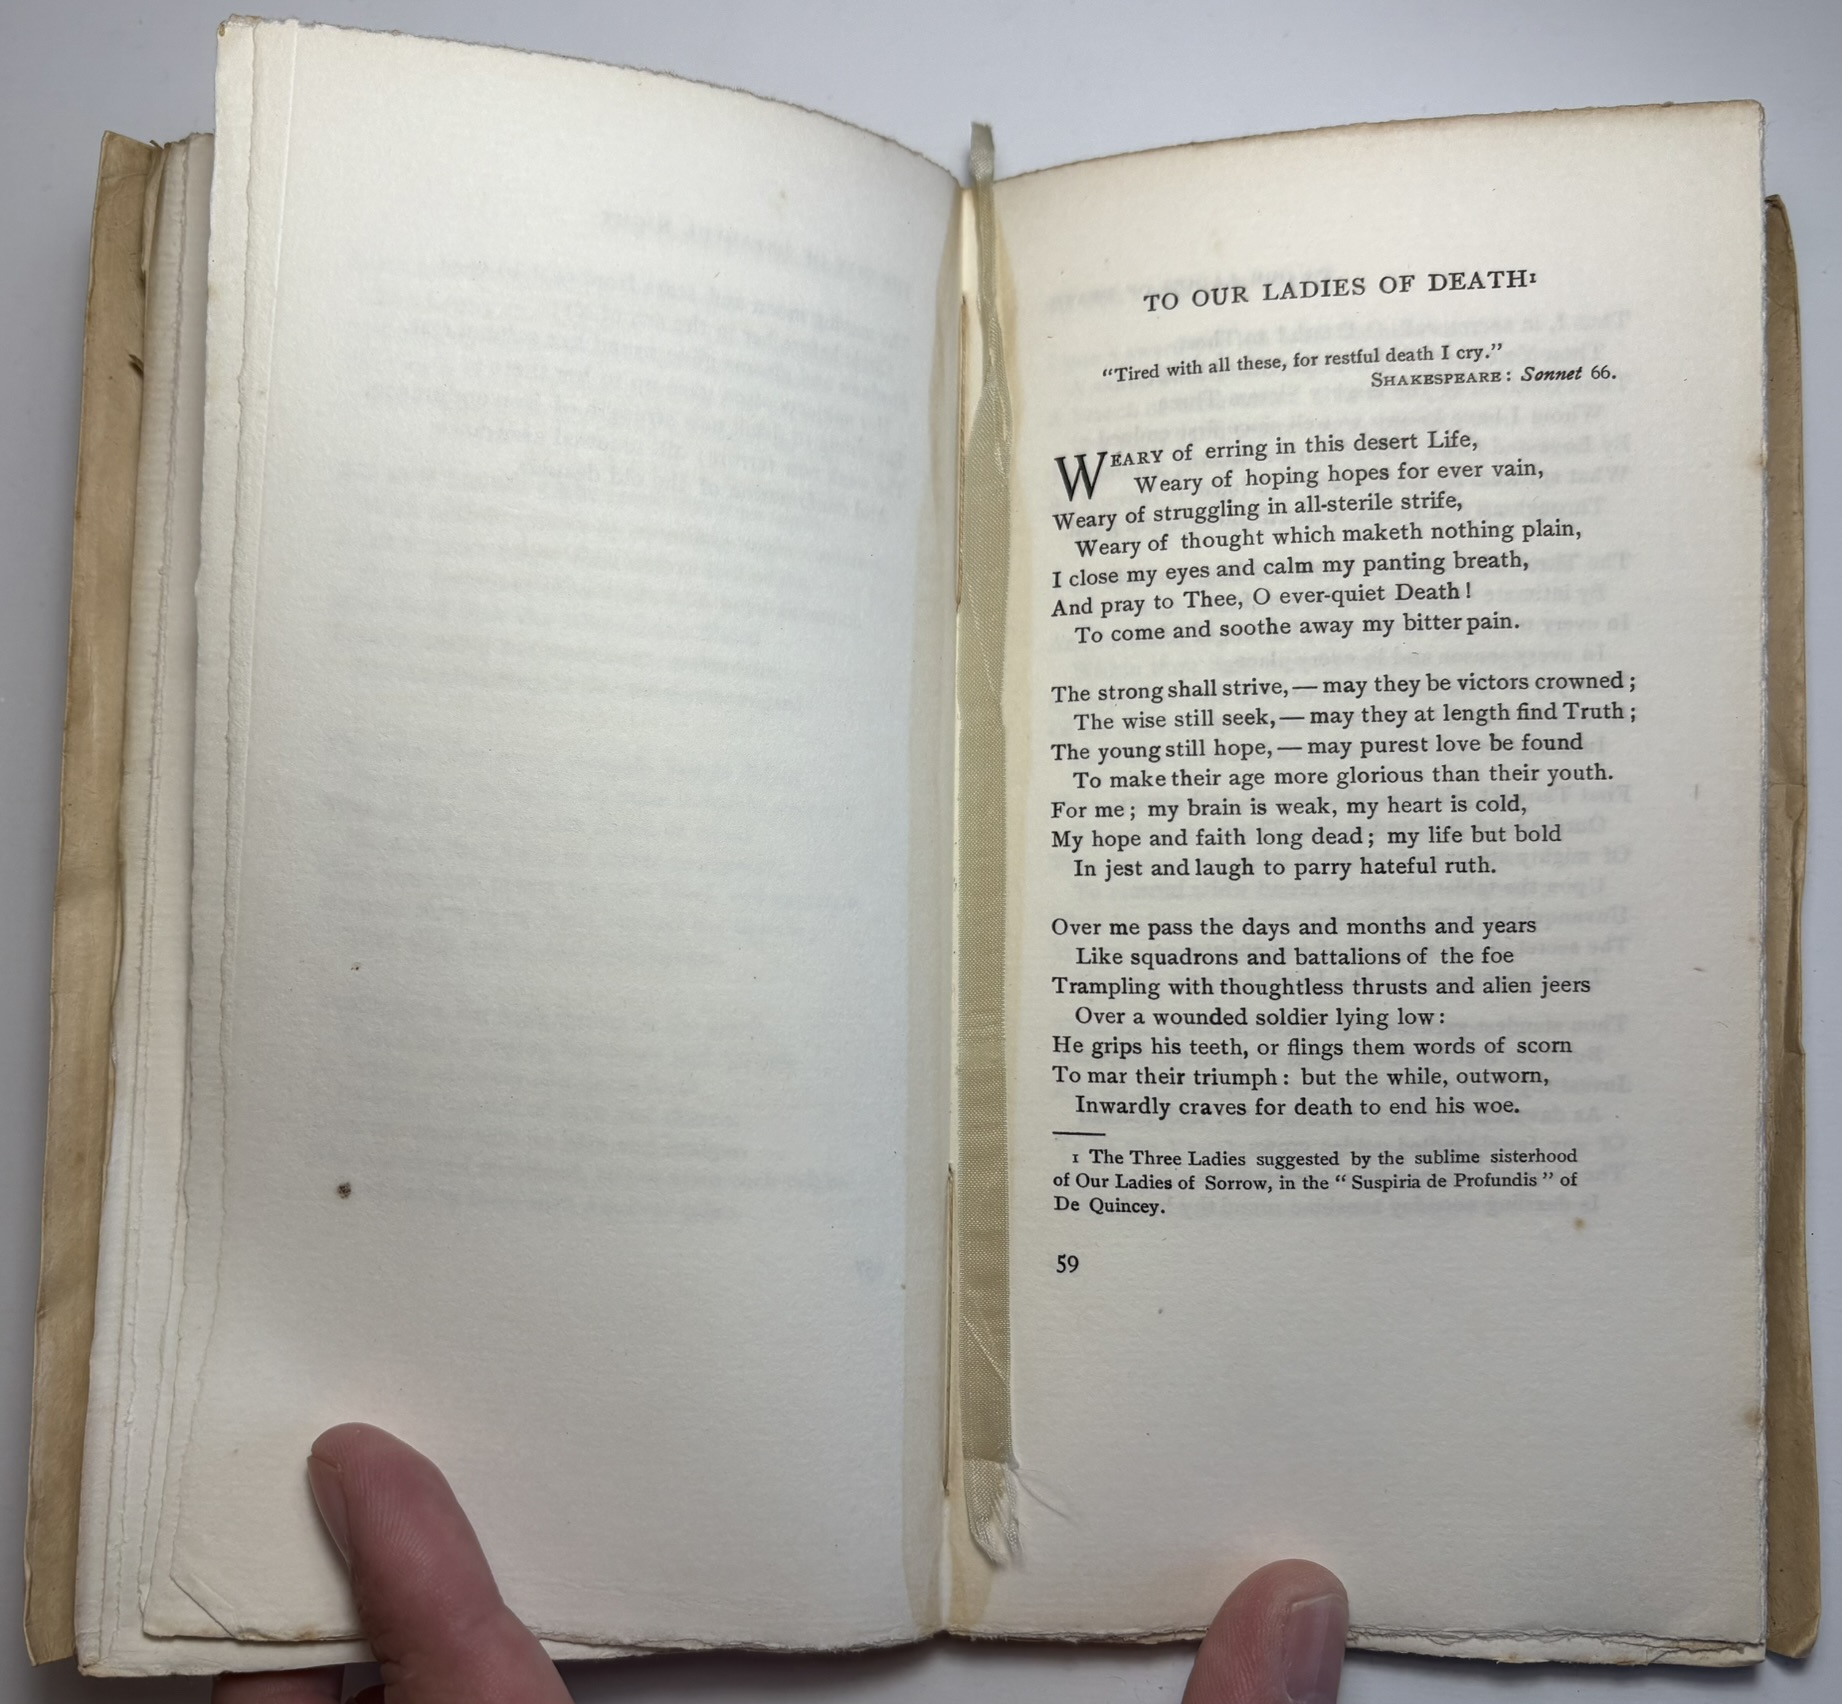 TO OUR LADIES OF DEATH¹
“Tired with all these, for restful death I cry.”
SHAKESPEARE: Sonnet 66.
WEARY of erring in this desert Life,
Weary of hoping hopes for ever vain,
Weary of struggling in all-sterile strife,
Weary of thought which maketh nothing plain,
I close my eyes and calm my panting breath,
And pray to Thee, O ever-quiet Death!
To come and soothe away my bitter pain.
The strong shall strive,—may they be victors crowned;
The wise still seek,—may they at length find Truth;
The young still hope,—may purest love be found
To make their age more glorious than their youth.
For me; my brain is weak, my heart is cold,
My hope and faith long dead; my life but bold
In jest and laugh to parry hateful ruth.
Over me pass the days and months and years
Like squadrons and battalions of the foe
Trampling with thoughtless thrusts and alien jeers
Over a wounded soldier lying low:
He grips his teeth, or flings them words of scorn
To mar their triumph: but the while, outworn,
Inwardly craves for death to end his woe.
1 The Three Ladies suggested by the sublime sisterhood
of Our Ladies of Sorrow, in the “Suspiria de Profundis” of
De Quincey.
59